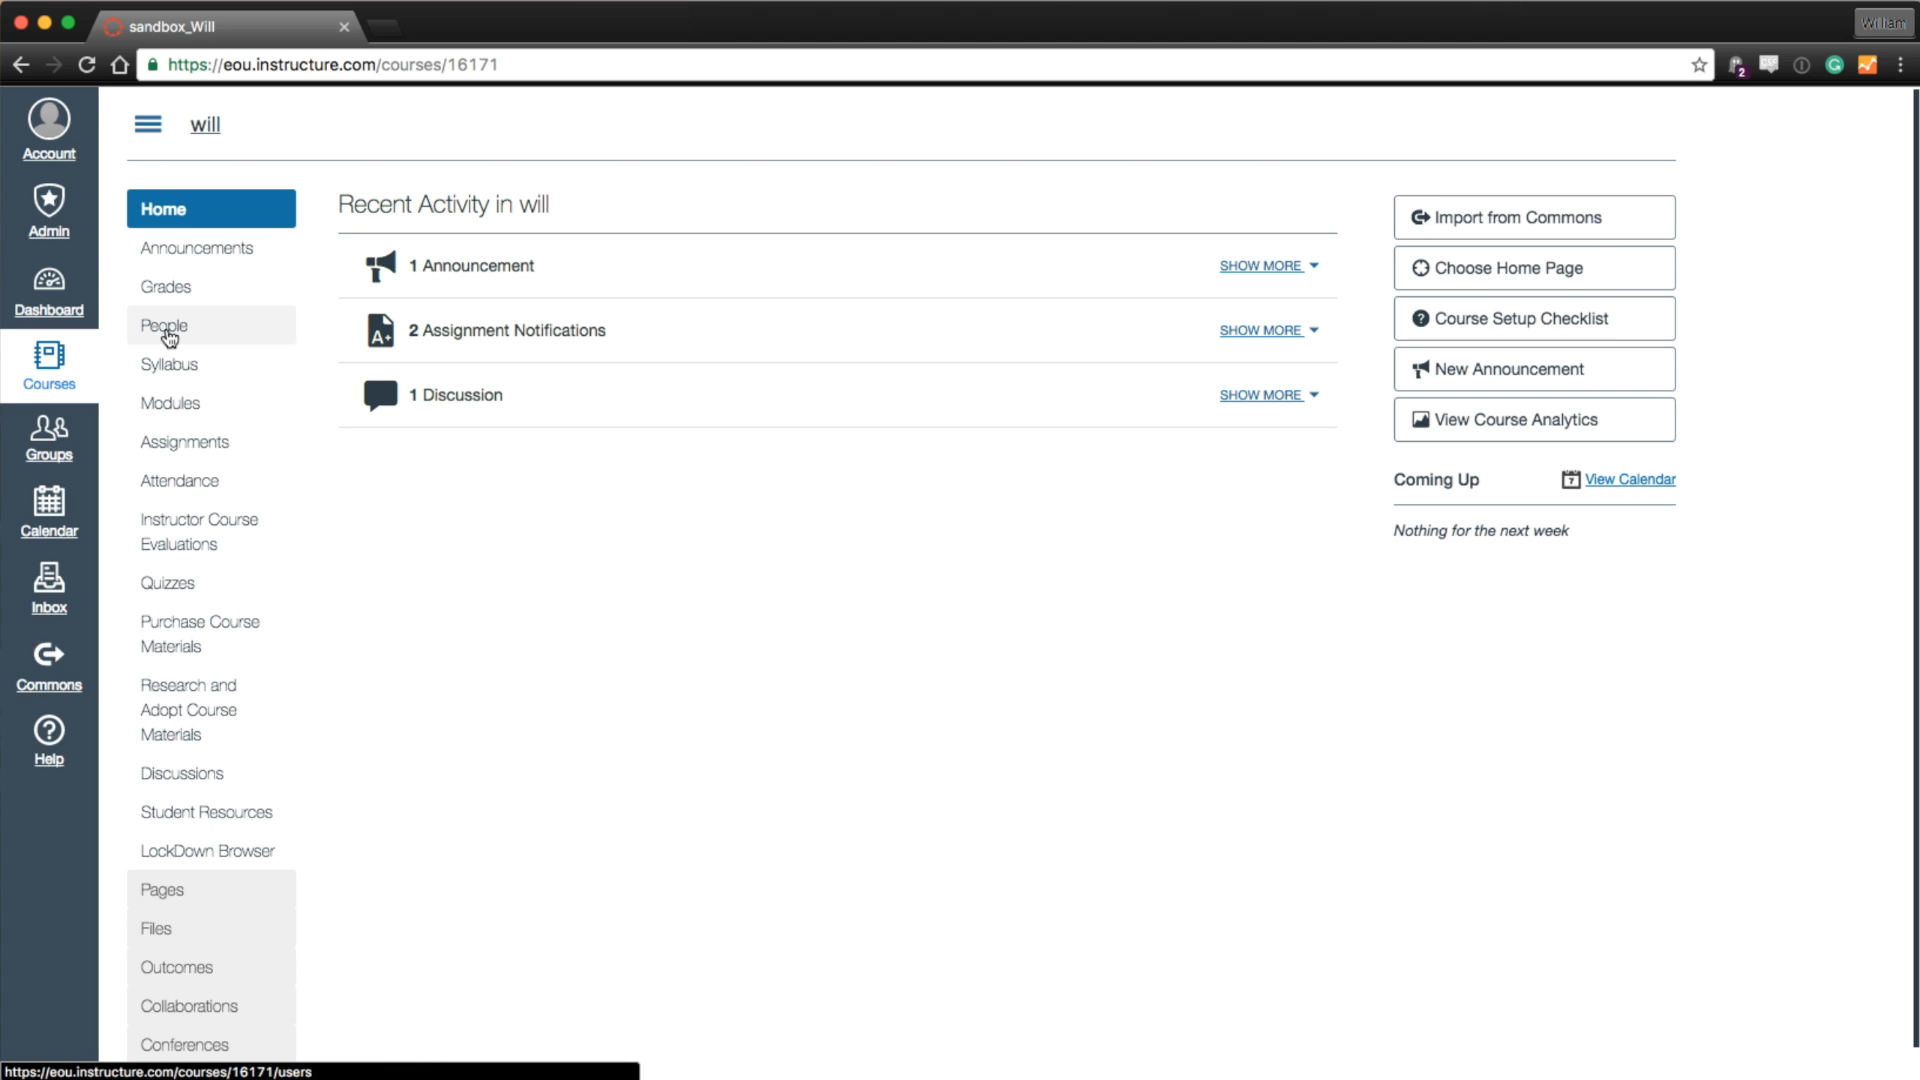 sandbox_Will
William
https://eou.instructure.com/courses/16171
2
Account
Admin
Dashboard
Courses
Groups
Calendar
Inbox
Commons
Help
will
Home
Announcements
Grades
People
Syllabus
Modules
Assignments
Attendance
Instructor Course
Evaluations
Quizzes
Purchase Course
Materials
Research and
Adopt Course
Materials
Discussions
Student Resources
LockDown Browser
Pages
Files
Outcomes
Collaborations
Conferences
Recent Activity in will
1 Announcement SHOW MORE
A+ 2 Assignment Notifications SHOW MORE
1 Discussion SHOW MORE
Import from Commons
Choose Home Page
Course Setup Checklist
New Announcement
View Course Analytics
Coming Up 7 View Calendar
Nothing for the next week
https://eou.instructure.com/courses/16171/users